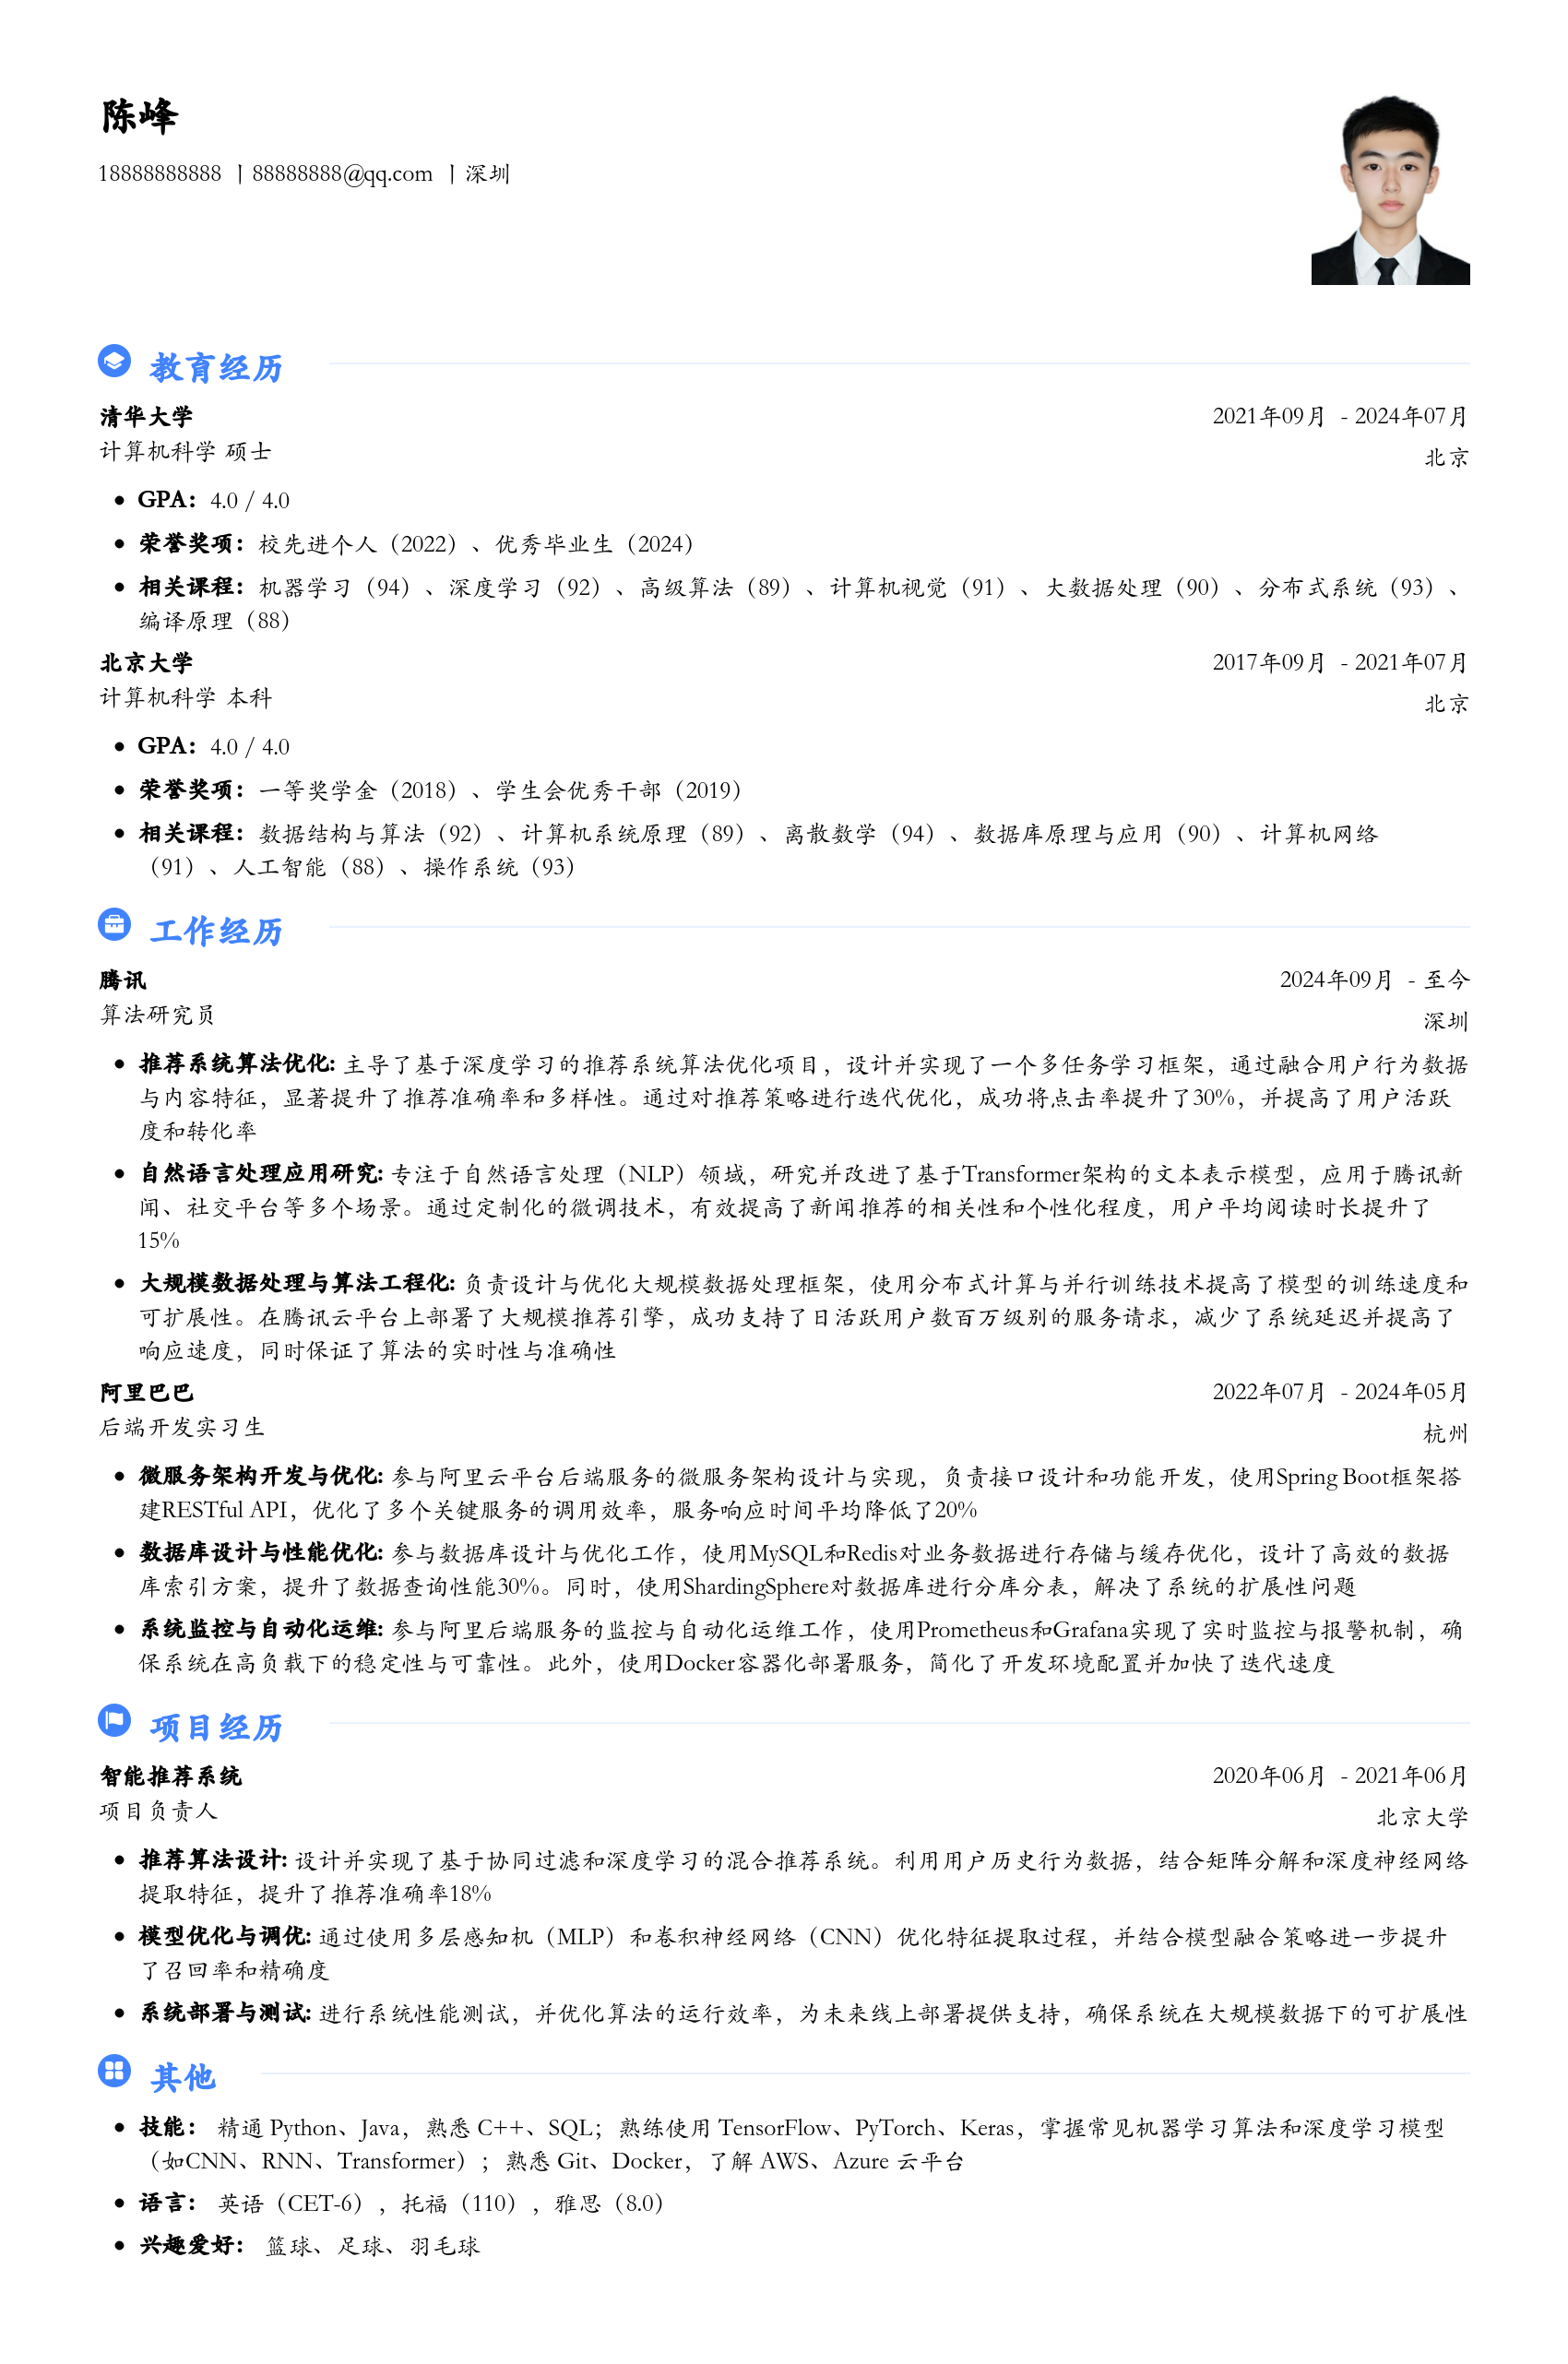 陈峰
18888888888 | 88888888@qq.com | 深圳
教育经历
清华大学 2021年09月 - 2024年07月
计算机科学 硕士 北京
GPA：4.0 / 4.0
荣誉奖项：校先进个人（2022）、优秀毕业生（2024）
相关课程：机器学习（94）、深度学习（92）、高级算法（89）、计算机视觉（91）、大数据处理（90）、分布式系统（93）、
编译原理（88）
北京大学 2017年09月 - 2021年07月
计算机科学 本科 北京
GPA：4.0 / 4.0
荣誉奖项：一等奖学金（2018）、学生会优秀干部（2019）
相关课程：数据结构与算法（92）、计算机系统原理（89）、离散数学（94）、数据库原理与应用（90）、计算机网络
（91）、人工智能（88）、操作系统（93）
工作经历
腾讯 2024年09月 - 至今
算法研究员 深圳
推荐系统算法优化: 主导了基于深度学习的推荐系统算法优化项目，设计并实现了一个多任务学习框架，通过融合用户行为数据
与内容特征，显著提升了推荐准确率和多样性。通过对推荐策略进行迭代优化，成功将点击率提升了30%，并提高了用户活跃
度和转化率
自然语言处理应用研究: 专注于自然语言处理（NLP）领域，研究并改进了基于Transformer架构的文本表示模型，应用于腾讯新
闻、社交平台等多个场景。通过定制化的微调技术，有效提高了新闻推荐的相关性和个性化程度，用户平均阅读时长提升了
15%
大规模数据处理与算法工程化: 负责设计与优化大规模数据处理框架，使用分布式计算与并行训练技术提高了模型的训练速度和
可扩展性。在腾讯云平台上部署了大规模推荐引擎，成功支持了日活跃用户数百万级别的服务请求，减少了系统延迟并提高了
响应速度，同时保证了算法的实时性与准确性
阿里巴巴 2022年07月 - 2024年05月
后端开发实习生 杭州
微服务架构开发与优化: 参与阿里云平台后端服务的微服务架构设计与实现，负责接口设计和功能开发，使用Spring Boot框架搭
建RESTful API，优化了多个关键服务的调用效率，服务响应时间平均降低了20%
数据库设计与性能优化: 参与数据库设计与优化工作，使用MySQL和Redis对业务数据进行存储与缓存优化，设计了高效的数据
库索引方案，提升了数据查询性能30%。同时，使用ShardingSphere对数据库进行分库分表，解决了系统的扩展性问题
系统监控与自动化运维: 参与阿里后端服务的监控与自动化运维工作，使用Prometheus和Grafana实现了实时监控与报警机制，确
保系统在高负载下的稳定性与可靠性。此外，使用Docker容器化部署服务，简化了开发环境配置并加快了迭代速度
项目经历
智能推荐系统 2020年06月 - 2021年06月
项目负责人 北京大学
推荐算法设计: 设计并实现了基于协同过滤和深度学习的混合推荐系统。利用用户历史行为数据，结合矩阵分解和深度神经网络
提取特征，提升了推荐准确率18%
模型优化与调优: 通过使用多层感知机（MLP）和卷积神经网络（CNN）优化特征提取过程，并结合模型融合策略进一步提升
了召回率和精确度
系统部署与测试: 进行系统性能测试，并优化算法的运行效率，为未来线上部署提供支持，确保系统在大规模数据下的可扩展性
其他
技能： 精通 Python、Java，熟悉 C++、SQL；熟练使用 TensorFlow、PyTorch、Keras，掌握常见机器学习算法和深度学习模型
（如CNN、RNN、Transformer）；熟悉 Git、Docker，了解 AWS、Azure 云平台
语言： 英语（CET-6），托福（110），雅思（8.0）
兴趣爱好： 篮球、足球、羽毛球